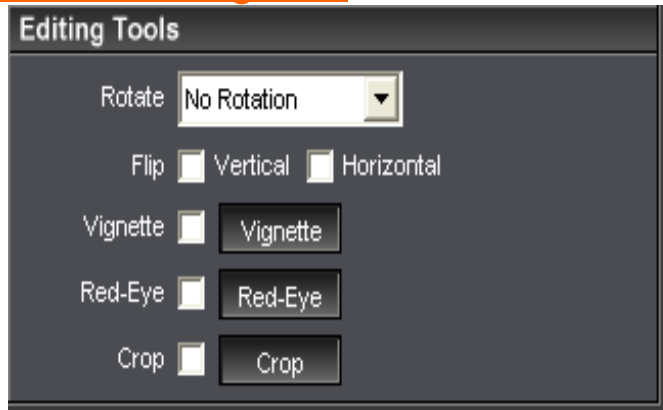 Editing Tools
Rotate No Rotation
Flip Vertical Horizontal
Vignette Vignette
Red-Eye Red-Eye
Crop Crop